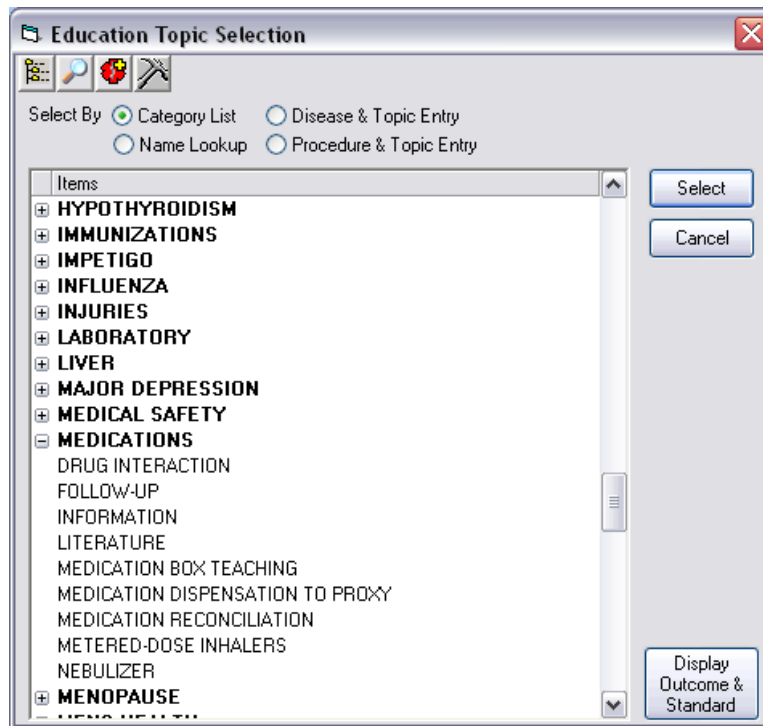 Education Topic Selection
Select By Category List Disease & Topic Entry
Name Lookup Procedure & Topic Entry
Items
HYPOTHYROIDISM
IMMUNIZATIONS
IMPETIGO
INFLUENZA
INJURIES
LABORATORY
LIVER
MAJOR DEPRESSION
MEDICAL SAFETY
MEDICATIONS
DRUG INTERACTION
FOLLOW-UP
INFORMATION
LITERATURE
MEDICATION BOX TEACHING
MEDICATION DISPENSATION TO PROXY
MEDICATION RECONCILIATION
METERED-DOSE INHALERS
NEBULIZER
MENOPAUSE
Select
Cancel
Display
Outcome &
Standard